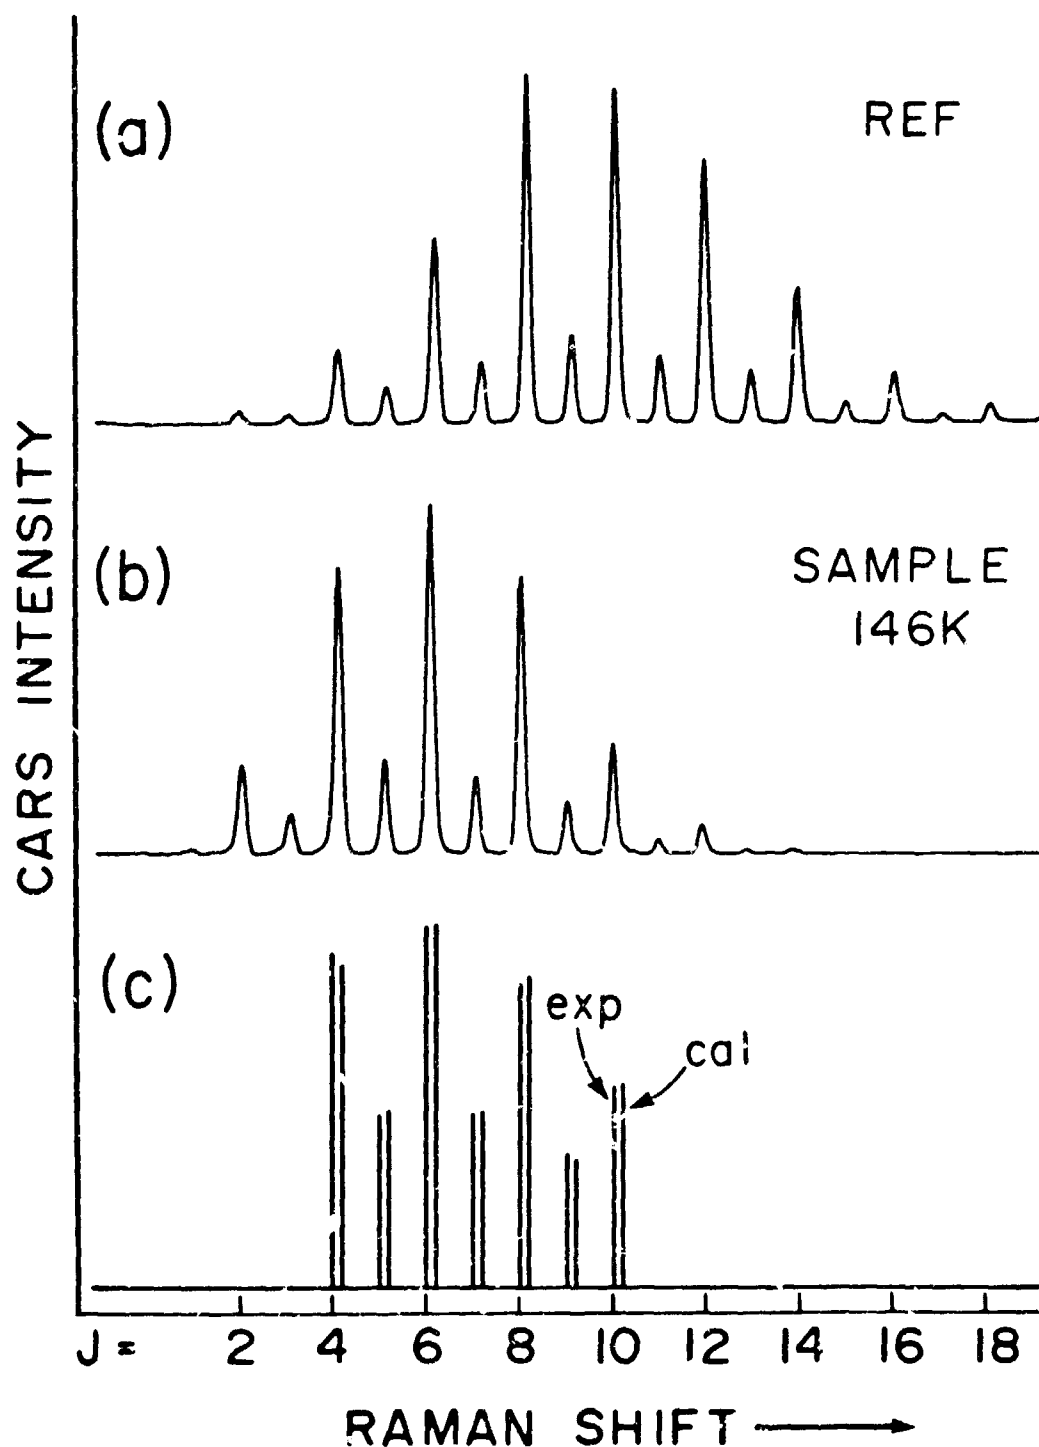 (a)
REF
CARS INTENSITY
(b)
SAMPLE
146K
(c)
exp
cal
J = 2 4 6 8 10 12 14 16 18
RAMAN SHIFT